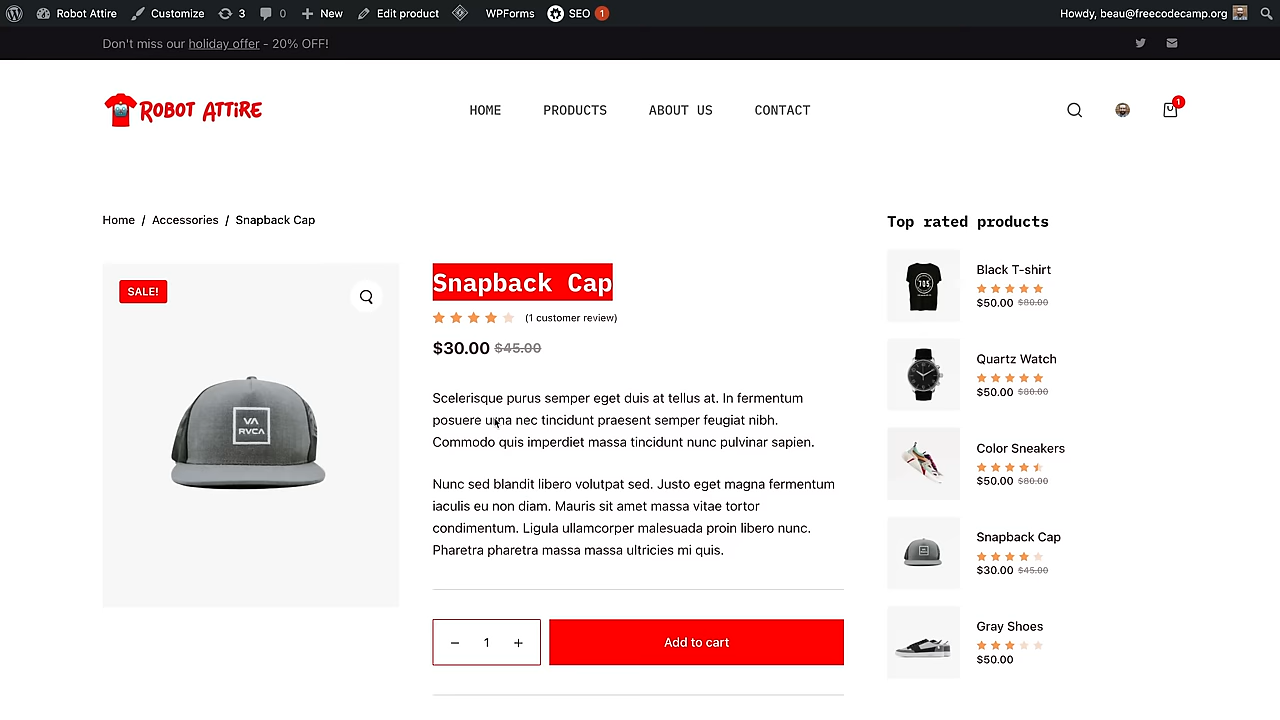 Robot Attire Customize 3 0 New Edit product WPForms SEO 1 Howdy, beau@freecodecamp.org
Don't miss our holiday offer - 20% OFF!
ROBOT ATTIRE HOME PRODUCTS ABOUT US CONTACT 1
Home / Accessories / Snapback Cap
SALE!
VA
RVCA
Snapback Cap
(1 customer review)
$30.00 $45.00
Scelerisque purus semper eget duis at tellus at. In fermentum
posuere urna nec tincidunt praesent semper feugiat nibh.
Commodo quis imperdiet massa tincidunt nunc pulvinar sapien.
Nunc sed blandit libero volutpat sed. Justo eget magna fermentum
iaculis eu non diam. Mauris sit amet massa vitae tortor
condimentum. Ligula ullamcorper malesuada proin libero nunc.
Pharetra pharetra massa massa ultricies mi quis.
− 1 + Add to cart
Top rated products
705
Black T-shirt
$50.00 $80.00
Quartz Watch
$50.00 $80.00
Color Sneakers
$50.00 $80.00
Snapback Cap
$30.00 $45.00
Gray Shoes
$50.00